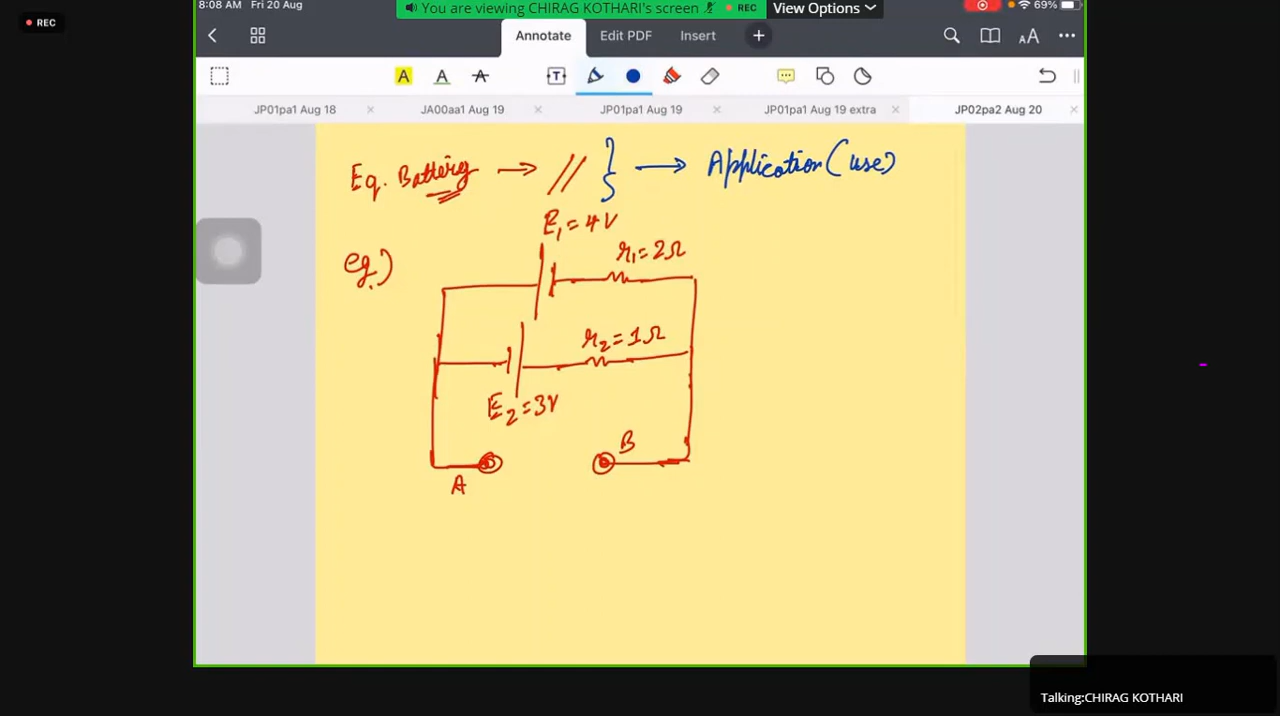 REC
8:08 AM Fri 20 Aug
You are viewing CHIRAG KOTHARI's screen
REC
View Options
69%
Annotate
Edit PDF
Insert
JP01pa1 Aug 18
JA00aa1 Aug 19
JP01pa1 Aug 19
JP01pa1 Aug 19 extra
JP02pa2 Aug 20
Eq. Battery → // } → Application (use)
E₁ = 4V
r₁ = 2Ω
eg.)
r₂ = 1Ω
E₂ = 3V
B
A
Talking:CHIRAG KOTHARI